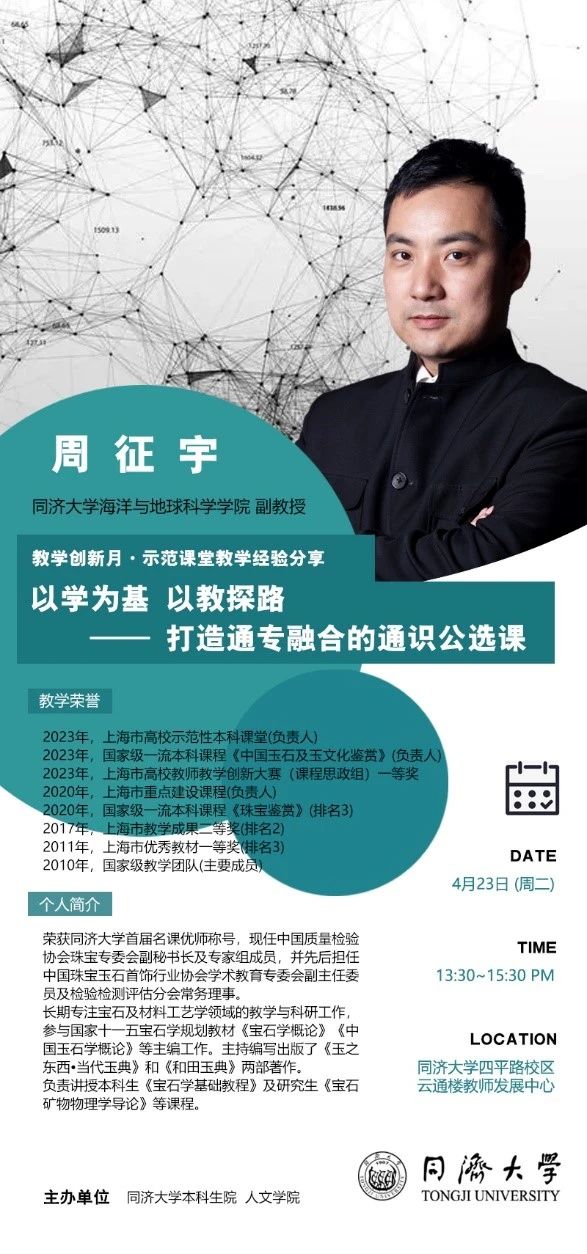 68.65
1257.20
58.78
753.12
1604.32
1438.96
1509.13
68.65
127.11
周征宇
同济大学海洋与地球科学学院 副教授
教学创新月·示范课堂教学经验分享
以学为基 以教探路
—— 打造通专融合的通识公选课
教学荣誉
2023年，上海市高校示范性本科课堂(负责人)
2023年，国家级一流本科课程《中国玉石及玉文化鉴赏》(负责人)
2023年，上海市高校教师教学创新大赛（课程思政组）一等奖
2020年，上海市重点建设课程(负责人)
2020年，国家级一流本科课程《珠宝鉴赏》(排名3)
2017年，上海市教学成果二等奖(排名2)
2011年，上海市优秀教材一等奖(排名3)
2010年，国家级教学团队(主要成员)
DATE
4月23日 (周二)
TIME
13:30~15:30 PM
LOCATION
同济大学四平路校区
云通楼教师发展中心
个人简介
荣获同济大学首届名课优师称号，现任中国质量检验
协会珠宝专委会副秘书长及专家组成员，并先后担任
中国珠宝玉石首饰行业协会学术教育专委会副主任委
员及检验检测评估分会常务理事。
长期专注宝石及材料工艺学领域的教学与科研工作，
参与国家十一五宝石学规划教材《宝石学概论》《中
国玉石学概论》等主编工作。主持编写出版了《玉之
东西•当代玉典》和《和田玉典》两部著作。
负责讲授本科生《宝石学基础教程》及研究生《宝石
矿物物理学导论》等课程。
主办单位 同济大学本科生院 人文学院
同濟大学
TONGJI UNIVERSITY